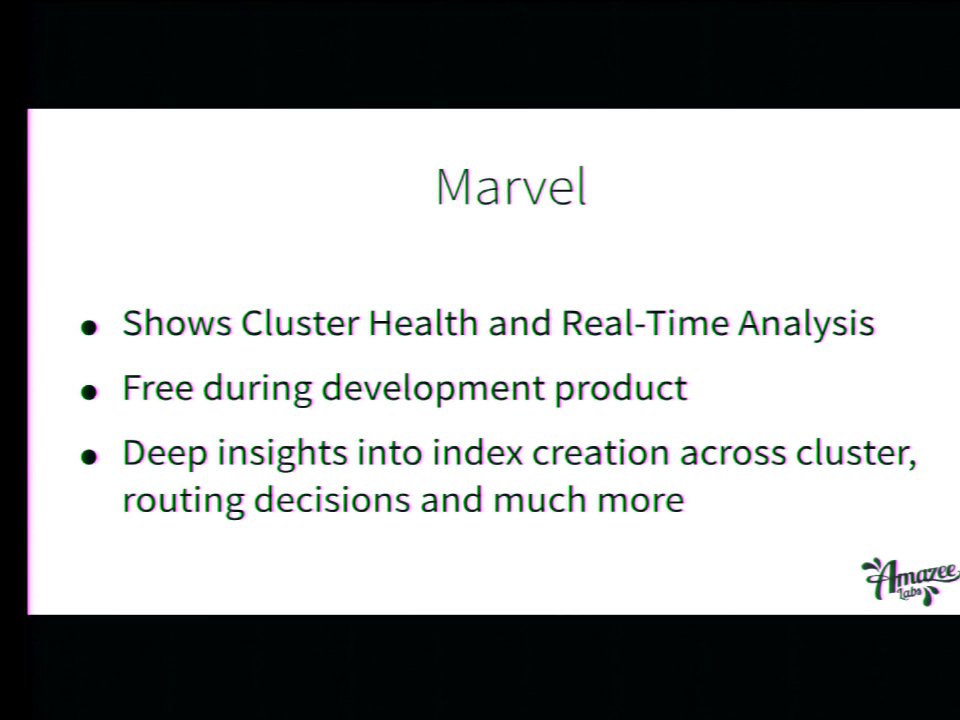 Marvel
• Shows Cluster Health and Real-Time Analysis
• Free during development product
• Deep insights into index creation across cluster,
routing decisions and much more
Amazee
Labs